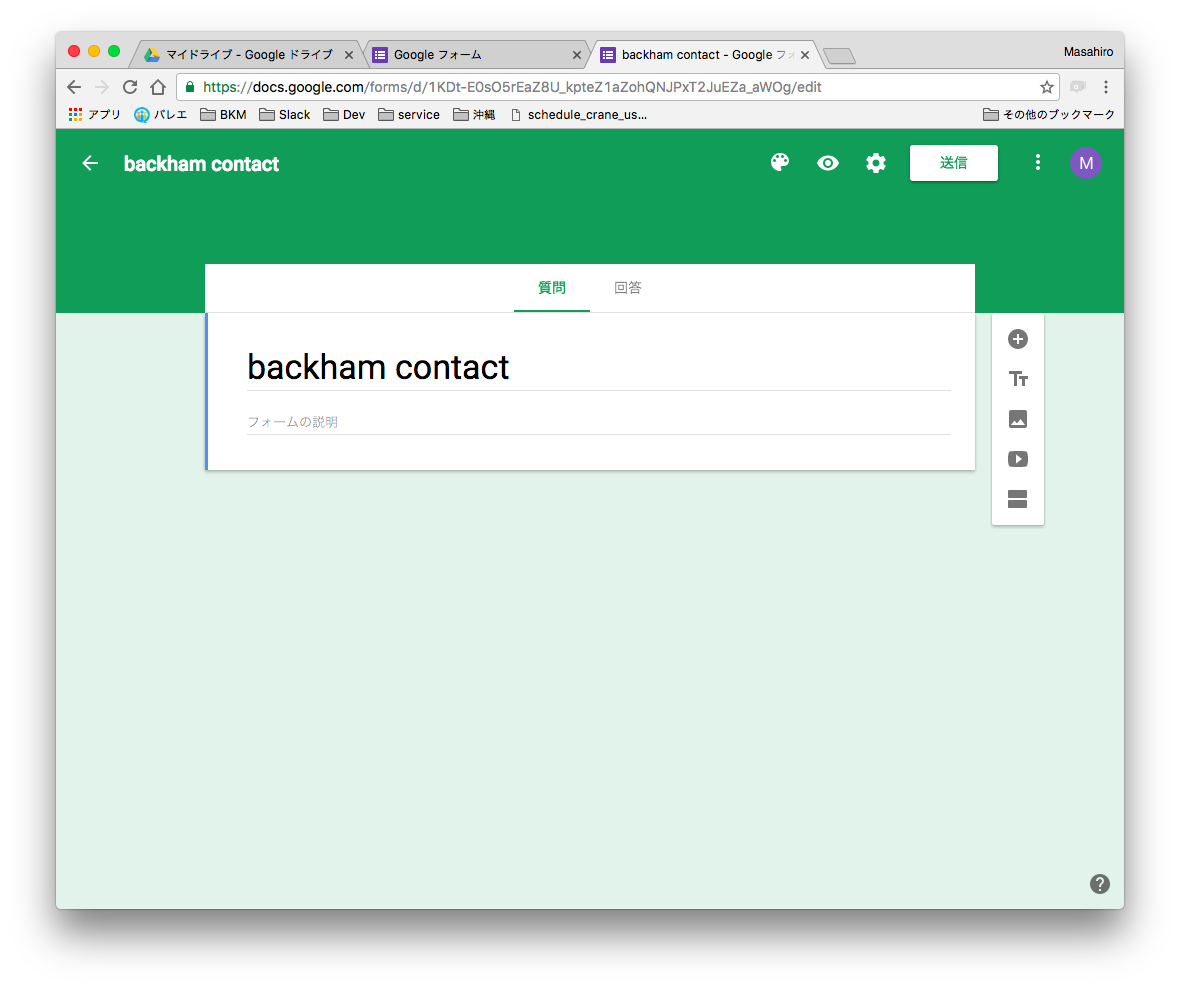 マイドライブ - Google ドライブ
Google フォーム
backham contact - Google フォ
Masahiro
https://docs.google.com/forms/d/1KDt-E0sO5rEaZ8U_kpteZ1aZohQNJPxT2JuEZa_aWOg/edit
アプリ
バレエ
BKM
Slack
Dev
service
沖縄
schedule_crane_us...
その他のブックマーク
backham contact
送信
M
質問
回答
backham contact
フォームの説明